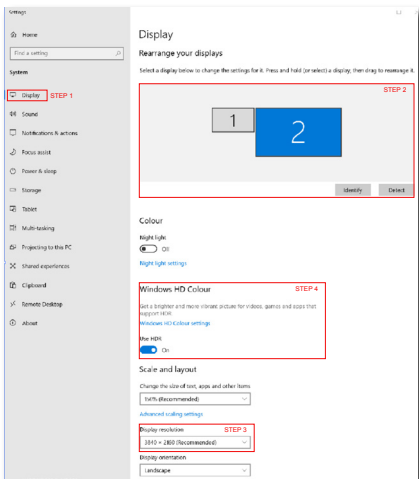 Settings
Home
Find a setting
System
Display STEP 1
Sound
Notifications & actions
Focus assist
Power & sleep
Storage
Tablet
Multi-tasking
Projecting to this PC
Shared experiences
Clipboard
Remote Desktop
About
Display
Rearrange your displays
Select a display below to change the settings for it. Press and hold (or select) a display, then drag to rearrange it.
STEP 2
1 2
Identify Detect
Colour
Night light
Off
Night light settings
Windows HD Colour STEP 4
Get a brighter and more vibrant picture for videos, games and apps that
support HDR.
Windows HD Colour settings
Use HDR
On
Scale and layout
Change the size of text, apps and other items
150% (Recommended)
Advanced scaling settings
Display resolution STEP 3
3840 × 2160 (Recommended)
Display orientation
Landscape